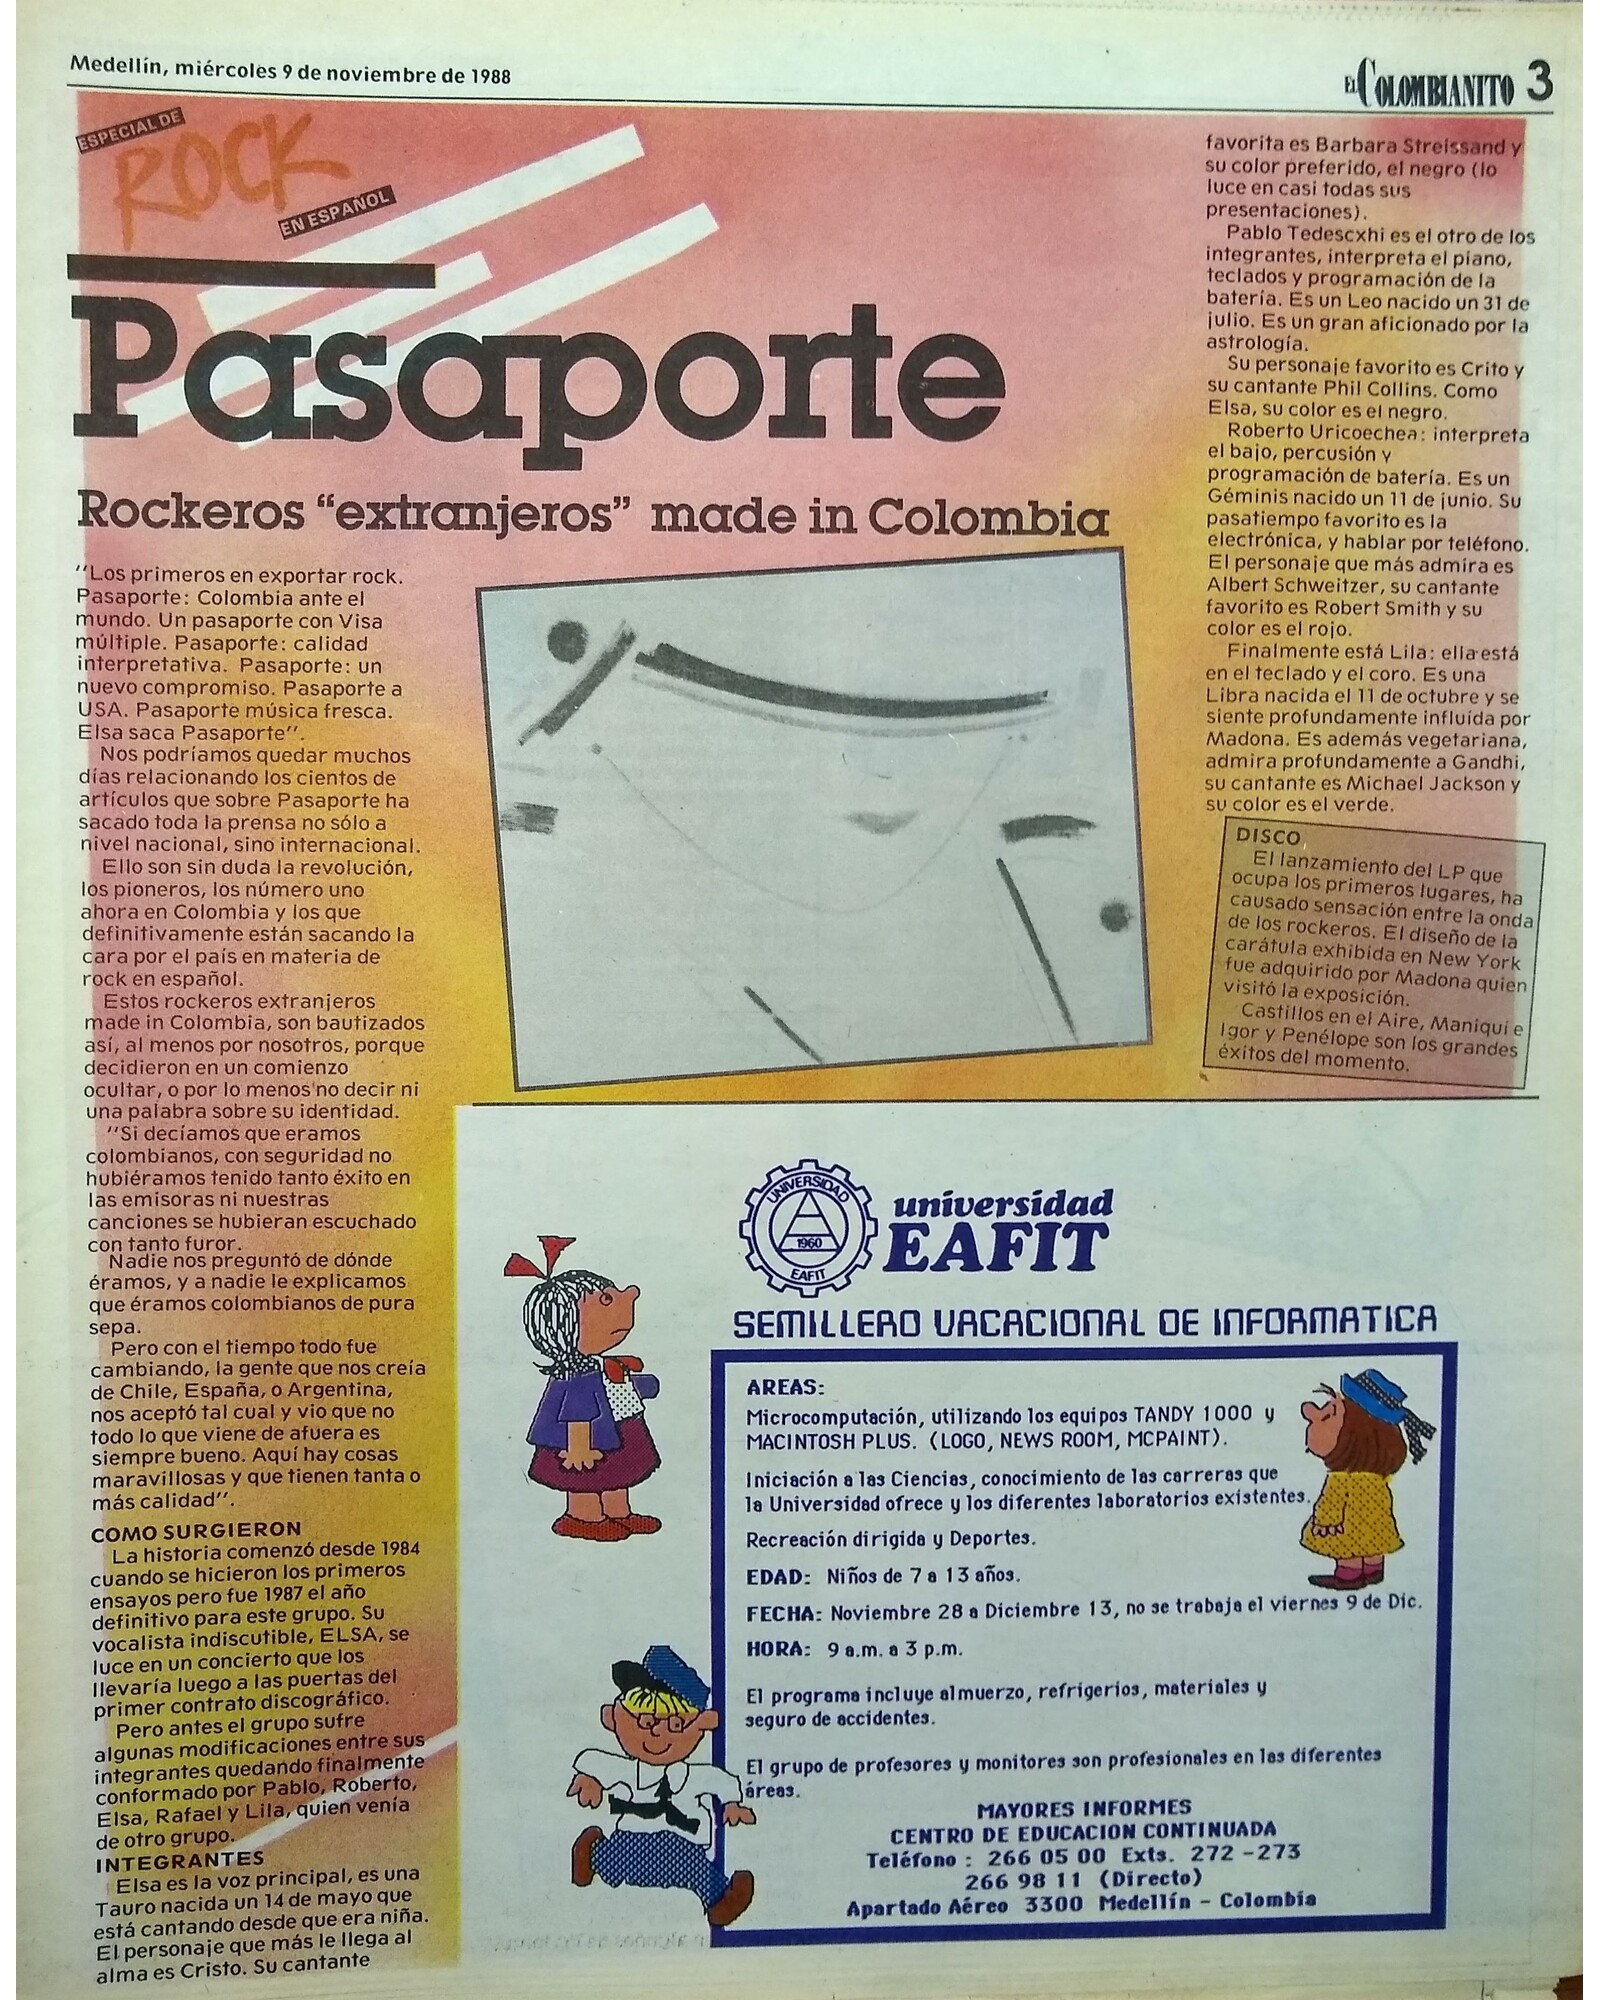 Medellín, miércoles 9 de noviembre de 1988
EL COLOMBIANITO 3
ESPECIAL DE
ROCK
EN ESPAÑOL
Pasaporte
Rockeros “extranjeros” made in Colombia
''Los primeros en exportar rock.
Pasaporte: Colombia ante el
mundo. Un pasaporte con Visa
múltiple. Pasaporte: calidad
interpretativa. Pasaporte: un
nuevo compromiso. Pasaporte a
USA. Pasaporte música fresca.
Elsa saca Pasaporte''.
Nos podríamos quedar muchos
días relacionando los cientos de
artículos que sobre Pasaporte ha
sacado toda la prensa no sólo a
nivel nacional, sino internacional.
Ello son sin duda la revolución,
los pioneros, los número uno
ahora en Colombia y los que
definitivamente están sacando la
cara por el país en materia de
rock en español.
Estos rockeros extranjeros
made in Colombia, son bautizados
así, al menos por nosotros, porque
decidieron en un comienzo
ocultar, o por lo menos no decir ni
una palabra sobre su identidad.
''Si decíamos que eramos
colombianos, con seguridad no
hubiéramos tenido tanto éxito en
las emisoras ni nuestras
canciones se hubieran escuchado
con tanto furor.
Nadie nos preguntó de dónde
éramos, y a nadie le explicamos
que éramos colombianos de pura
sepa.
Pero con el tiempo todo fue
cambiando, la gente que nos creía
de Chile, España, o Argentina,
nos aceptó tal cual y vio que no
todo lo que viene de afuera es
siempre bueno. Aquí hay cosas
maravillosas y que tienen tanta o
más calidad''.
COMO SURGIERON
La historia comenzó desde 1984
cuando se hicieron los primeros
ensayos pero fue 1987 el año
definitivo para este grupo. Su
vocalista indiscutible, ELSA, se
luce en un concierto que los
llevaría luego a las puertas del
primer contrato discográfico.
Pero antes el grupo sufre
algunas modificaciones entre sus
integrantes quedando finalmente
conformado por Pablo, Roberto,
Elsa, Rafael y Lila, quien venía
de otro grupo.
INTEGRANTES
Elsa es la voz principal, es una
Tauro nacida un 14 de mayo que
está cantando desde que era niña.
El personaje que más le llega al
alma es Cristo. Su cantante
favorita es Barbara Streissand y
su color preferido, el negro (lo
luce en casi todas sus
presentaciones).
Pablo Tedescxhi es el otro de los
integrantes, interpreta el piano,
teclados y programación de la
batería. Es un Leo nacido un 31 de
julio. Es un gran aficionado por la
astrología.
Su personaje favorito es Crito y
su cantante Phil Collins. Como
Elsa, su color es el negro.
Roberto Uricoechea: interpreta
el bajo, percusión y
programación de batería. Es un
Géminis nacido un 11 de junio. Su
pasatiempo favorito es la
electrónica, y hablar por teléfono.
El personaje que más admira es
Albert Schweitzer, su cantante
favorito es Robert Smith y su
color es el rojo.
Finalmente está Lila: ella está
en el teclado y el coro. Es una
Libra nacida el 11 de octubre y se
siente profundamente influída por
Madona. Es además vegetariana,
admira profundamente a Gandhi,
su cantante es Michael Jackson y
su color es el verde.
DISCO
El lanzamiento del LP que
ocupa los primeros lugares, ha
causado sensación entre la onda
de los rockeros. El diseño de la
carátula exhibida en New York
fue adquirido por Madona quien
visitó la exposición.
Castillos en el Aire, Maniquí e
Igor y Penélope son los grandes
éxitos del momento.
UNIVERSIDAD
1960
EAFIT
universidad
EAFIT
SEMILLERO VACACIONAL DE INFORMATICA
AREAS:
Microcomputación, utilizando los equipos TANDY 1000 y
MACINTOSH PLUS. (LOGO, NEWS ROOM, MCPAINT).
Iniciación a las Ciencias, conocimiento de las carreras que
la Universidad ofrece y los diferentes laboratorios existentes.
Recreación dirigida y Deportes.
EDAD: Niños de 7 a 13 años.
FECHA: Noviembre 28 a Diciembre 13, no se trabaja el viernes 9 de Dic.
HORA: 9 a.m. a 3 p.m.
El programa incluye almuerzo, refrigerios, materiales y
seguro de accidentes.
El grupo de profesores y monitores son profesionales en las diferentes
áreas.
MAYORES INFORMES
CENTRO DE EDUCACION CONTINUADA
Teléfono : 266 05 00 Exts. 272 -273
266 98 11 (Directo)
Apartado Aéreo 3300 Medellín - Colombia